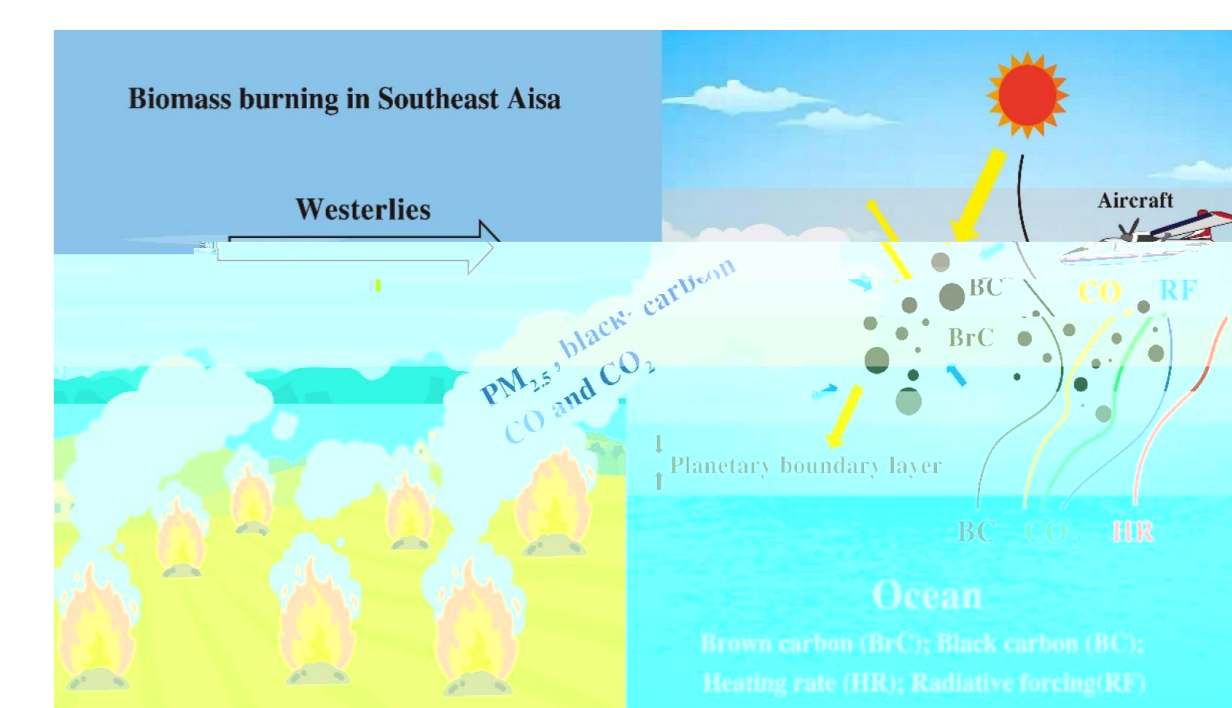 Biomass burning in Southeast Aisa
Westerlies
Aircraft
PM2.5, black- carbon
CO and CO2
BC
CO
RF
BrC
Planetary boundary layer
BC
CO2
HR
Ocean
Brown carbon (BrC); Black carbon (BC);
Heating rate (HR); Radiative forcing(RF)